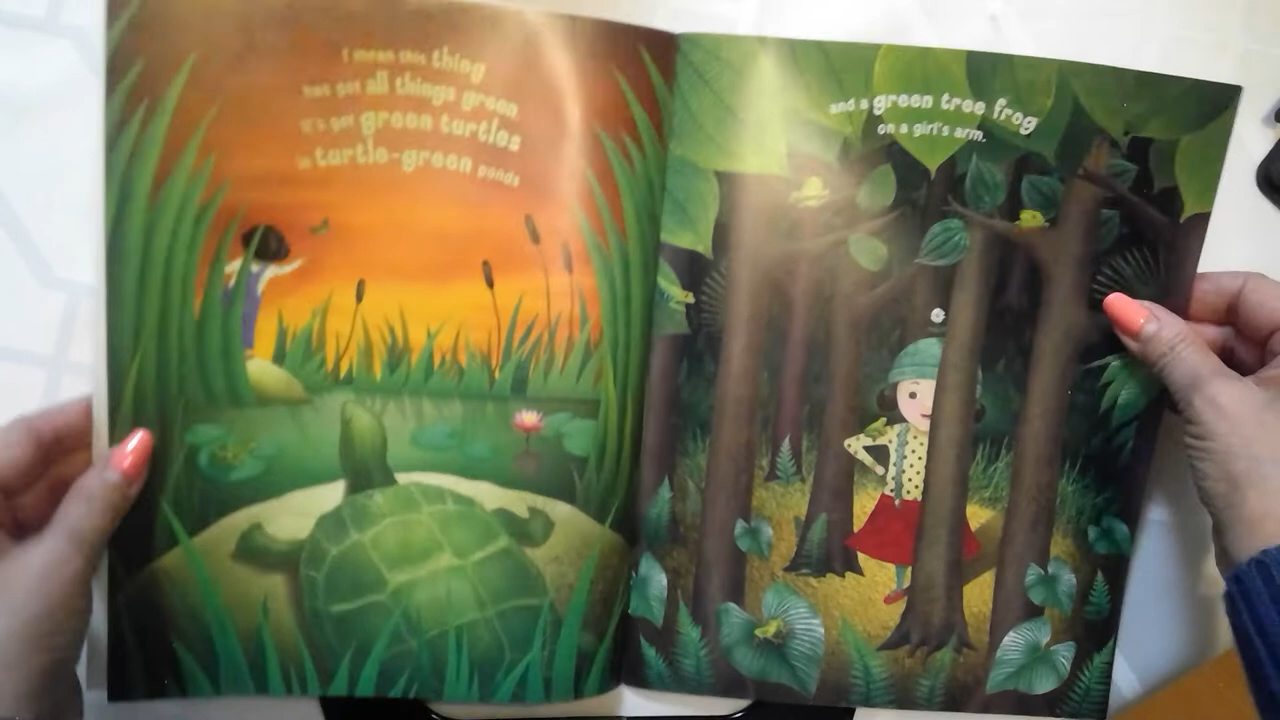 I mean this thing
has got all things green
It's got green turtles
in turtle-green ponds
and a green tree frog
on a girl's arm.